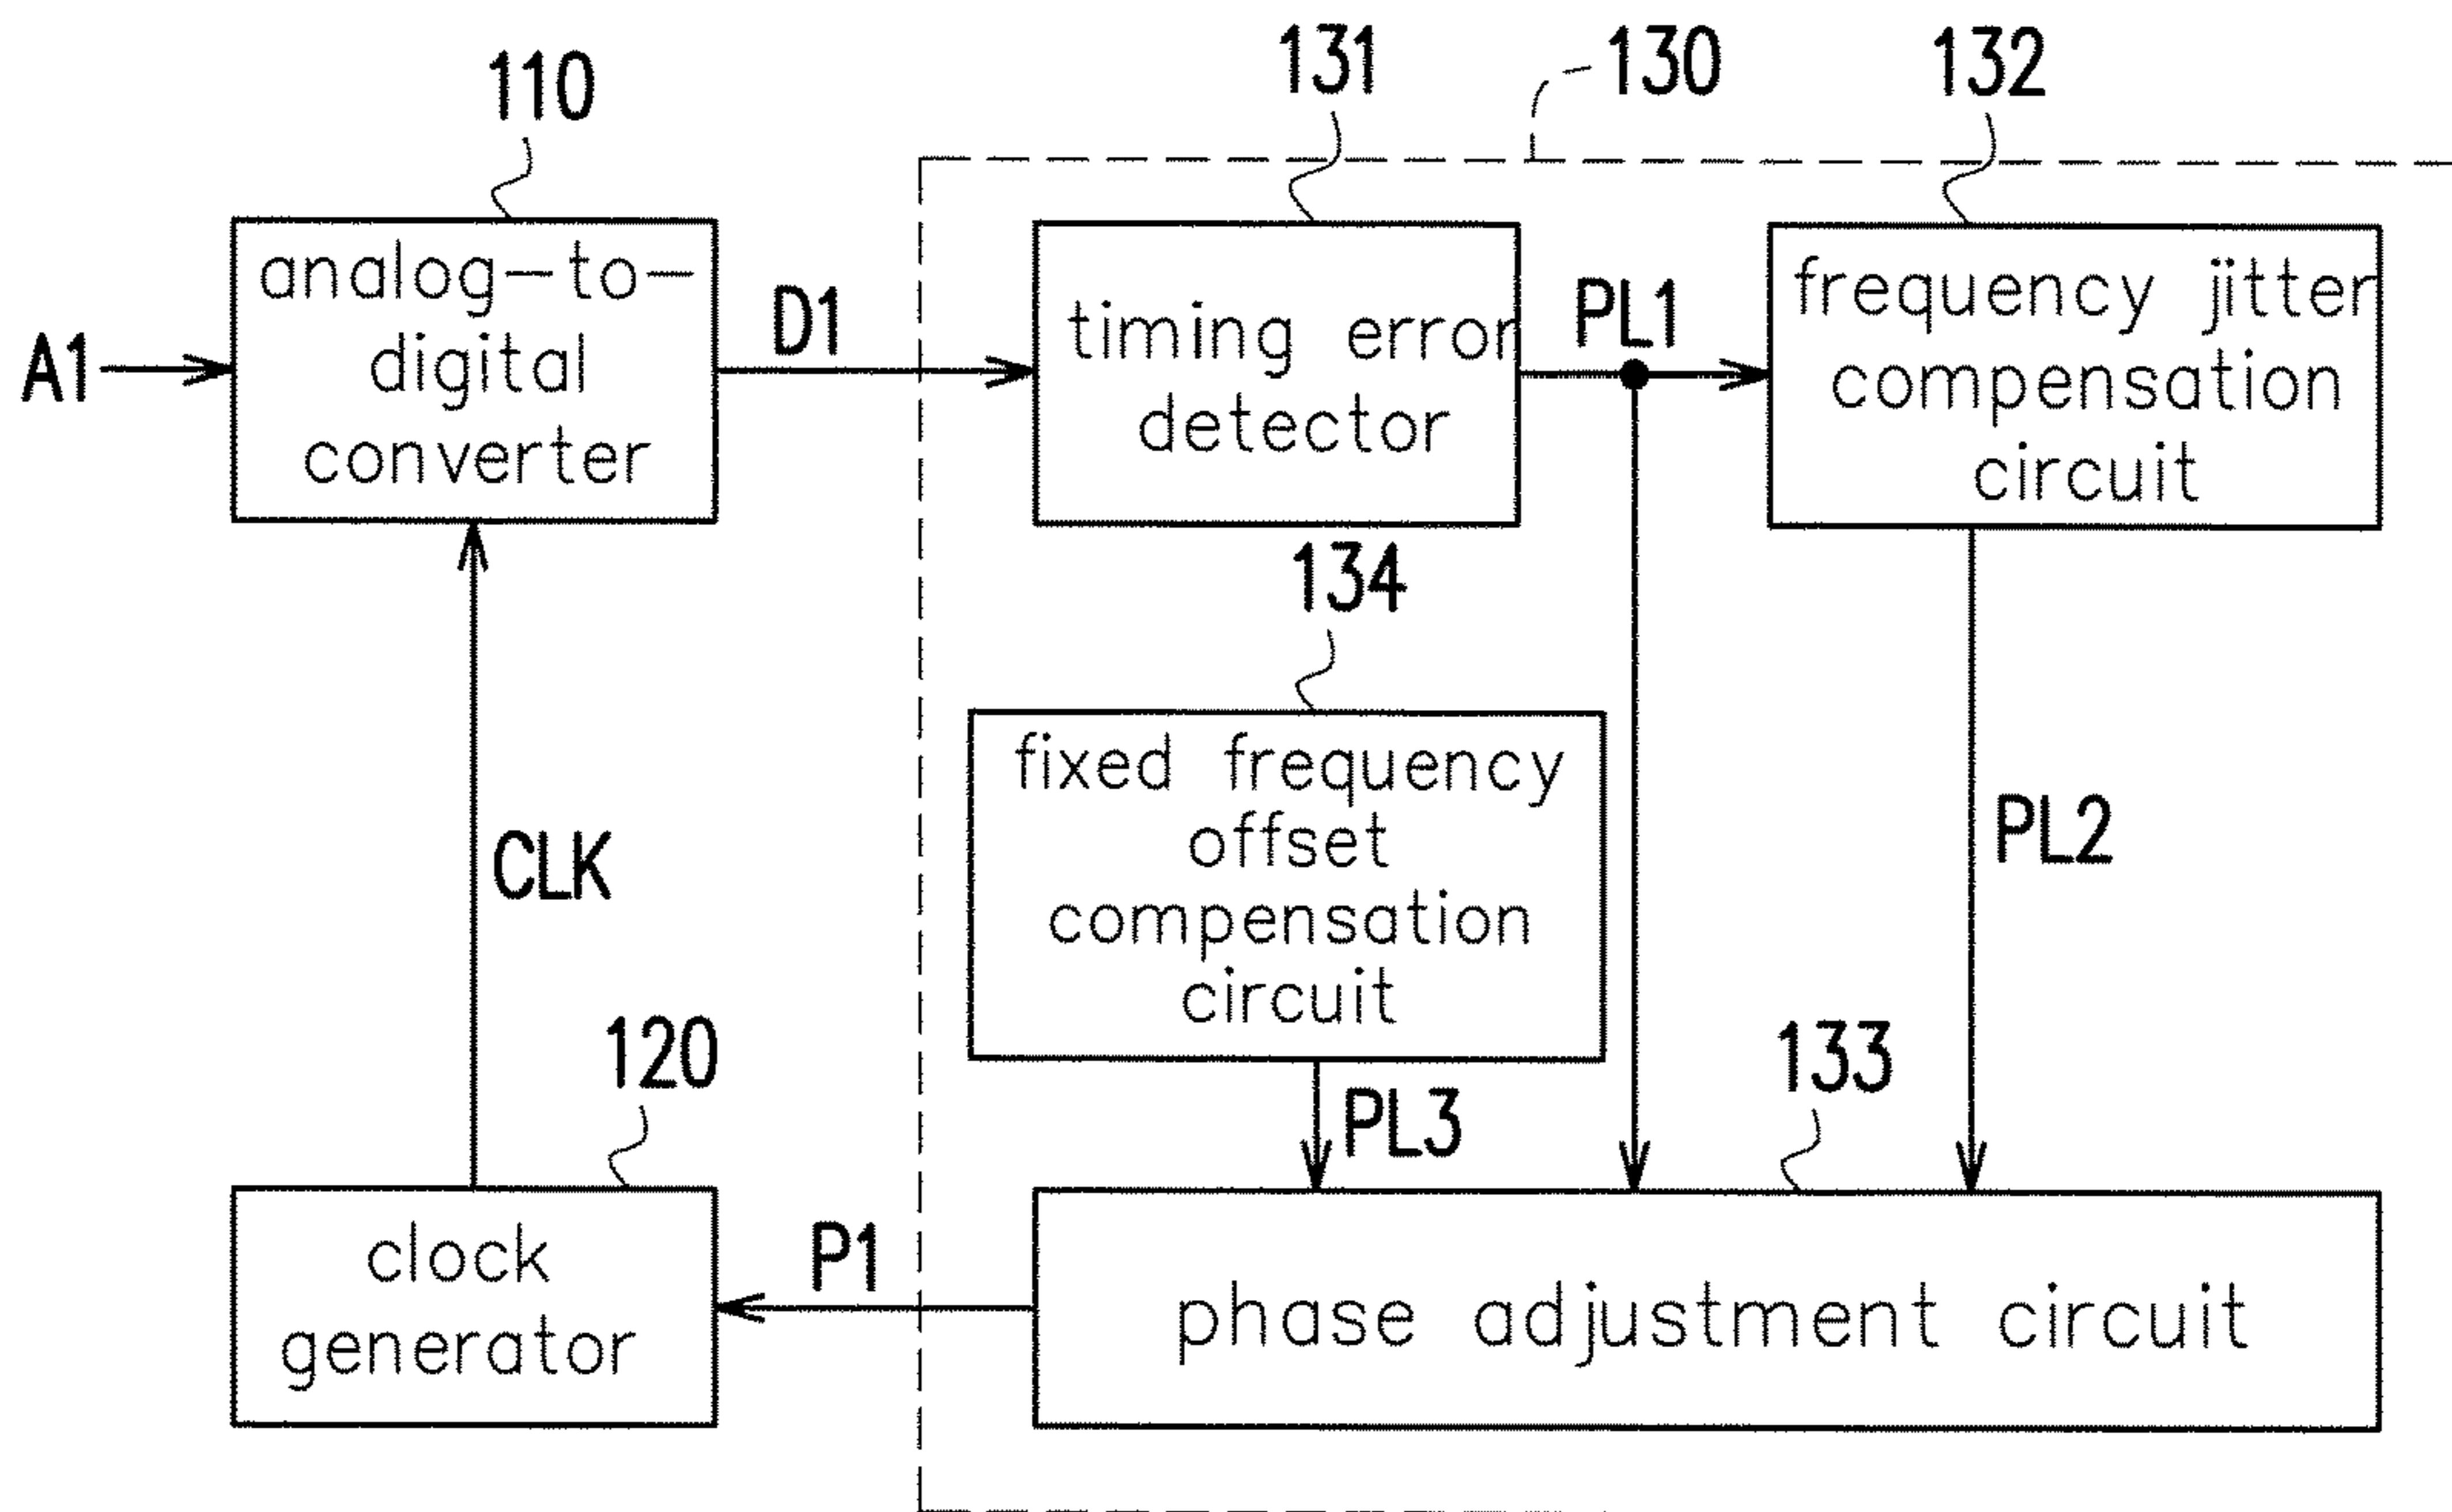 110
131
130
132
analog-to-
digital
converter
A1
D1
timing error
detector
PL1
frequency jitter
compensation
circuit
134
fixed frequency
offset
compensation
circuit
CLK
PL2
120
PL3
133
clock
generator
P1
phase adjustment circuit